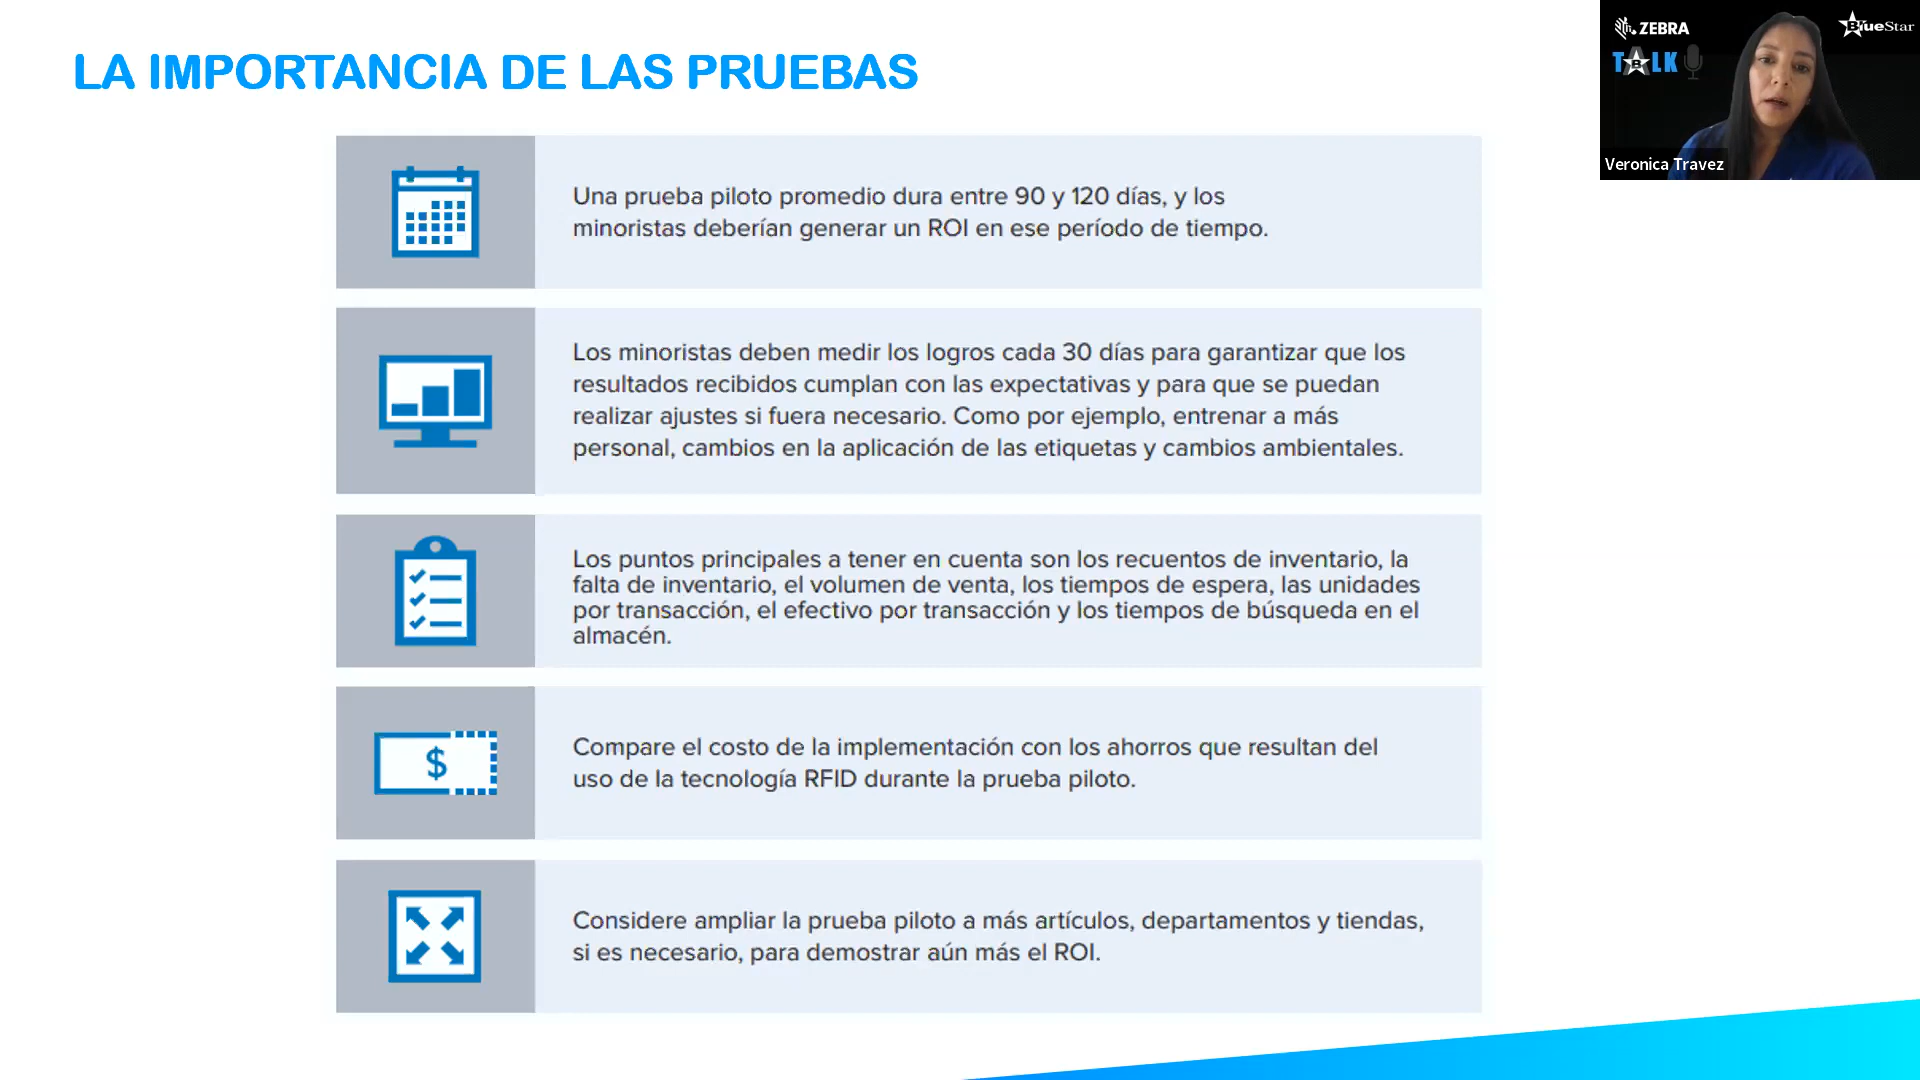 LA IMPORTANCIA DE LAS PRUEBAS
ZEBRA
BlueStar
TALK
Veronica Travez
Una prueba piloto promedio dura entre 90 y 120 días, y los
minoristas deberían generar un ROI en ese período de tiempo.
Los minoristas deben medir los logros cada 30 días para garantizar que los
resultados recibidos cumplan con las expectativas y para que se puedan
realizar ajustes si fuera necesario. Como por ejemplo, entrenar a más
personal, cambios en la aplicación de las etiquetas y cambios ambientales.
Los puntos principales a tener en cuenta son los recuentos de inventario, la
falta de inventario, el volumen de venta, los tiempos de espera, las unidades
por transacción, el efectivo por transacción y los tiempos de búsqueda en el
almacén.
$
Compare el costo de la implementación con los ahorros que resultan del
uso de la tecnología RFID durante la prueba piloto.
Considere ampliar la prueba piloto a más artículos, departamentos y tiendas,
si es necesario, para demostrar aún más el ROI.